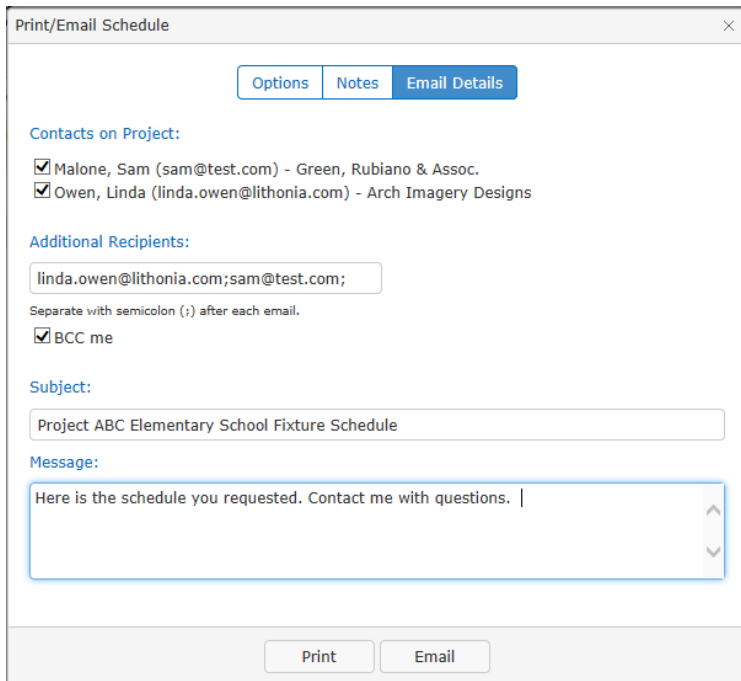 Print/Email Schedule
Options Notes Email Details
Contacts on Project:
Malone, Sam (sam@test.com) - Green, Rubiano & Assoc.
Owen, Linda (linda.owen@lithonia.com) - Arch Imagery Designs
Additional Recipients:
linda.owen@lithonia.com;sam@test.com;
Separate with semicolon (;) after each email.
BCC me
Subject:
Project ABC Elementary School Fixture Schedule
Message:
Here is the schedule you requested. Contact me with questions.
Print Email